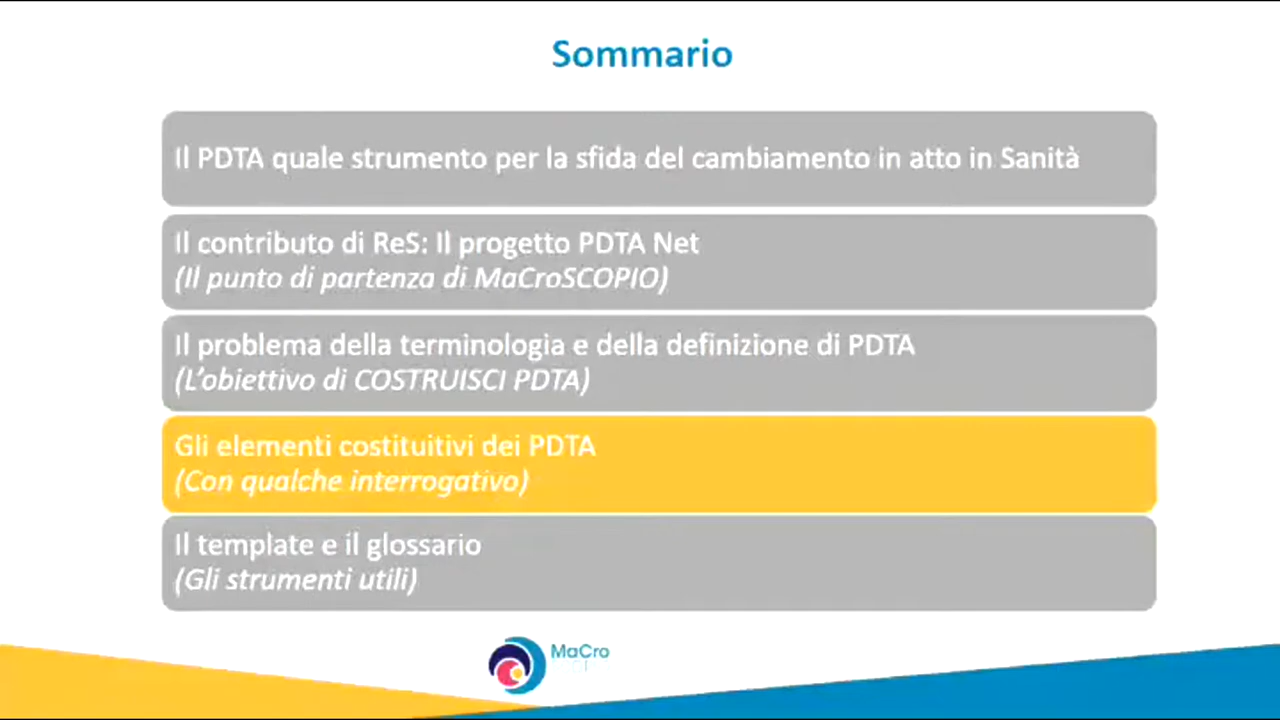 Sommario
Il PDTA quale strumento per la sfida del cambiamento in atto in Sanità
Il contributo di ReS: Il progetto PDTA Net
(Il punto di partenza di MaCroSCOPIO)
Il problema della terminologia e della definizione di PDTA
(L'obiettivo di COSTRUISCI PDTA)
Gli elementi costituitivi dei PDTA
(Con qualche interrogativo)
Il template e il glossario
(Gli strumenti utili)
MaCro